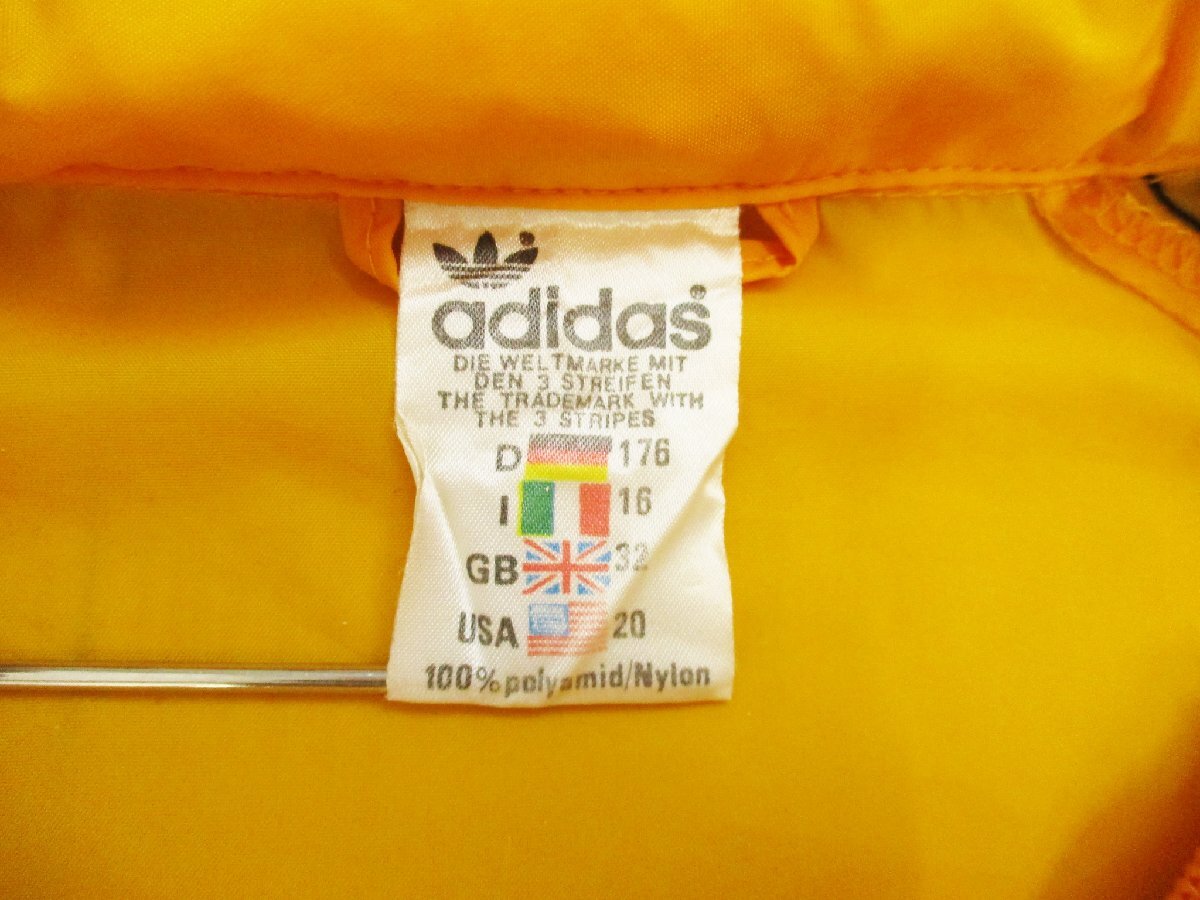 adidas
DIE WELTMARKE MIT
DEN 3 STREIFEN
THE TRADEMARK WITH
THE 3 STRIPES
D 176
I 16
GB 32
USA 20
100% polyamid/Nylon